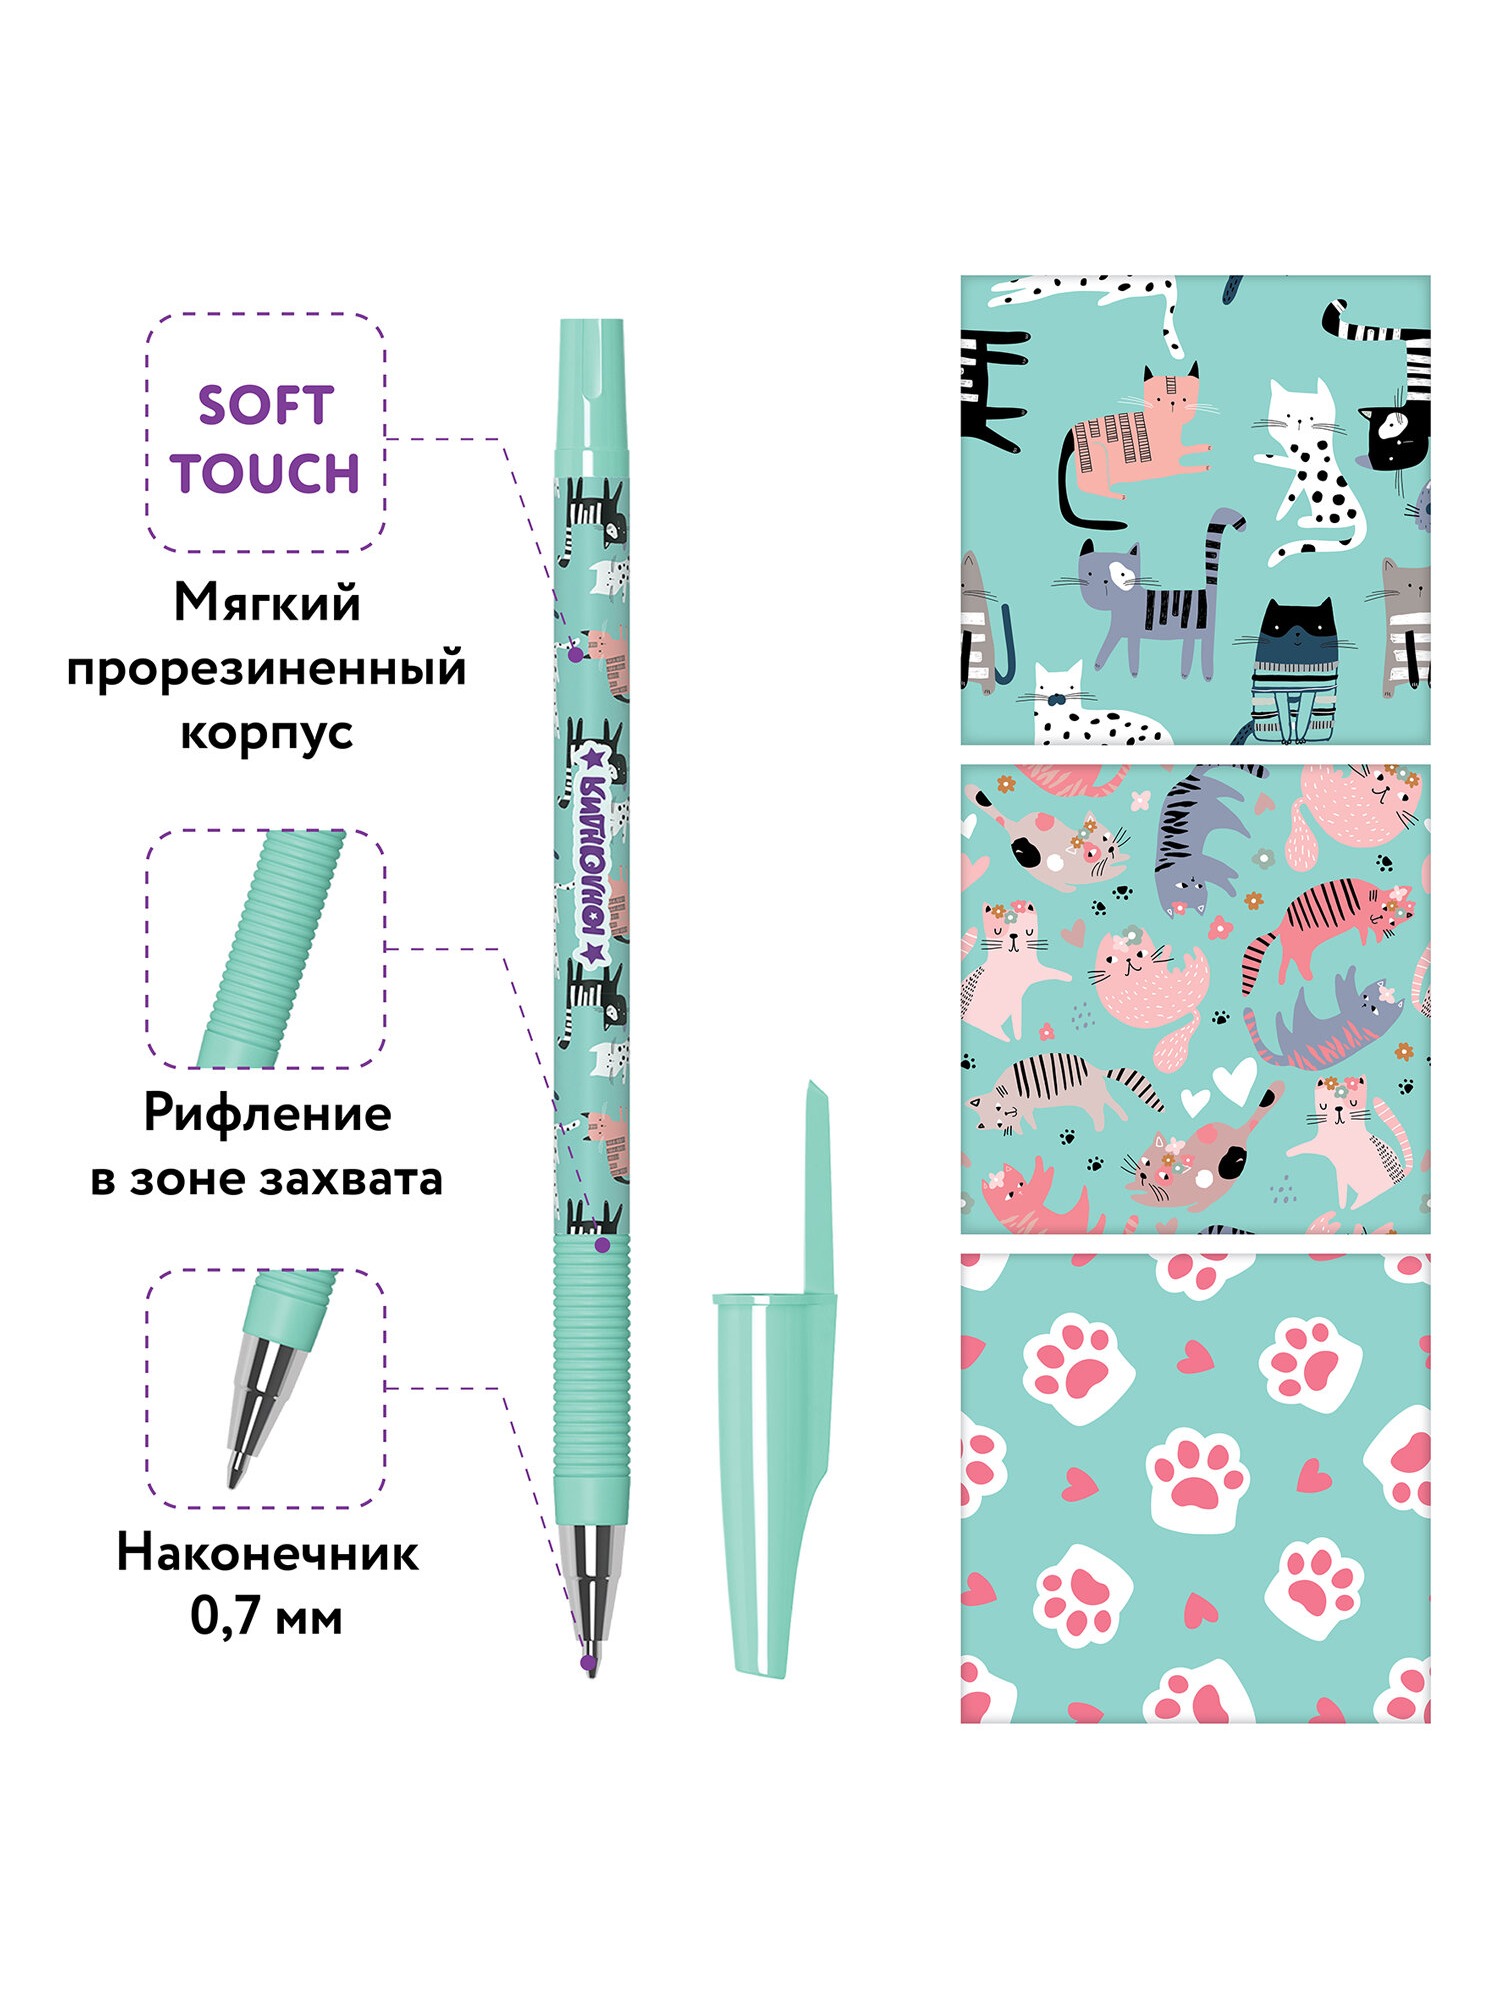 SOFT
TOUCH
Мягкий
прорезиненный
корпус
Рифление
в зоне захвата
Наконечник
0,7 мм
ЮНЛАНДИЯ